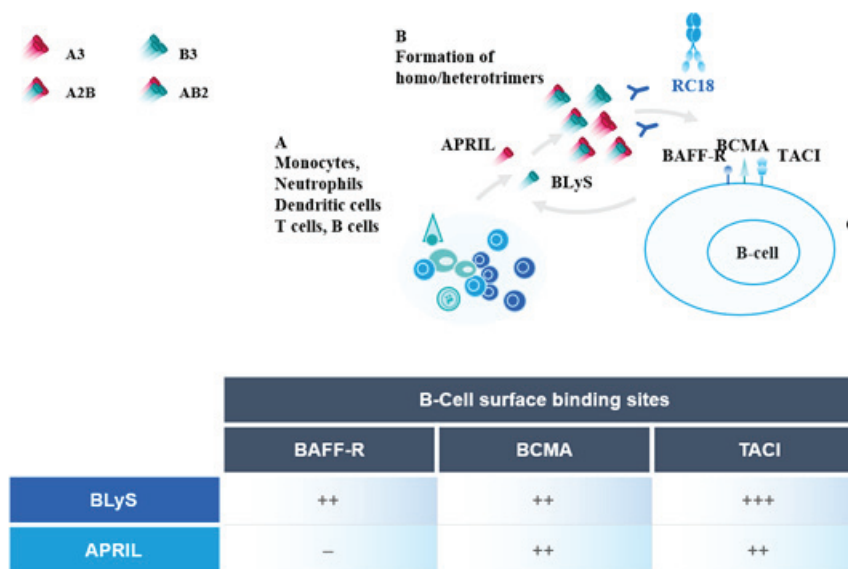 A3
B3
A2B
AB2
B
Formation of
homo/heterotrimers
RC18
A
Monocytes,
Neutrophils
Dendritic cells
T cells, B cells
APRIL
BLyS
BAFF-R
BCMA
TACI
B-cell
B-Cell surface binding sites
BAFF-R BCMA TACI
BLyS ++ ++ +++
APRIL – ++ ++